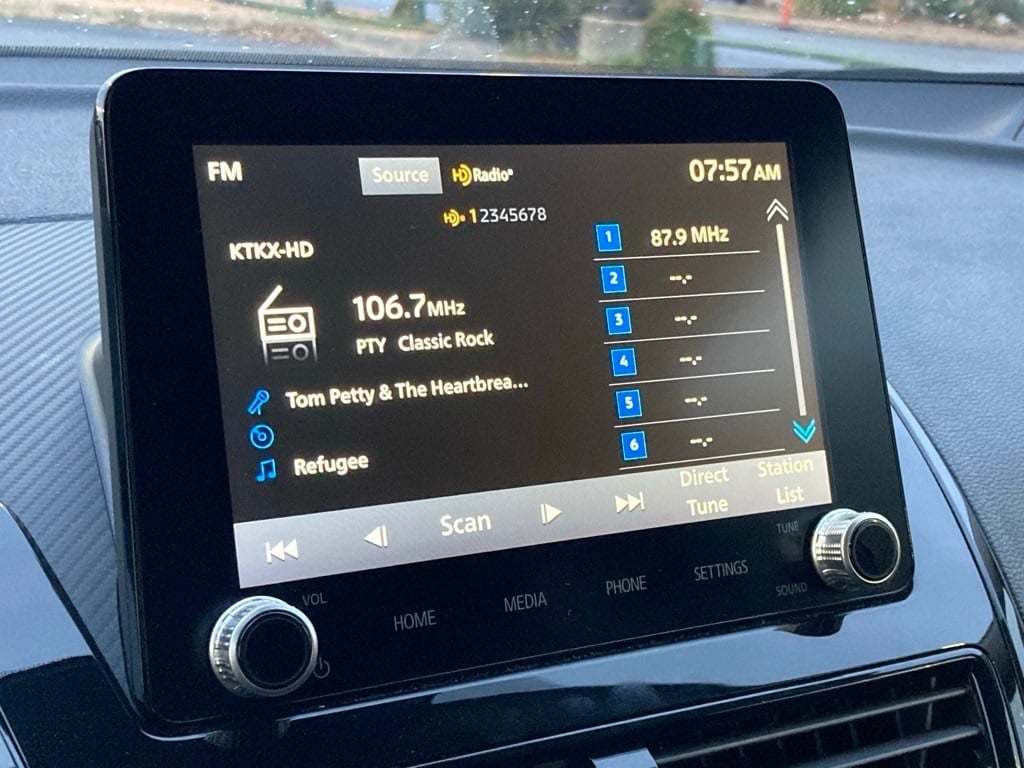 FM
Source
HD Radio®
07:57 AM
HD 12345678
KTKX-HD
106.7 MHz
PTY Classic Rock
Tom Petty & The Heartbrea...
Refugee
1 87.9 MHz
2 --.-
3 --.-
4 --.-
5 --.-
6 --.-
Scan
Direct
Tune
Station
List
VOL
HOME
MEDIA
PHONE
SETTINGS
TUNE
SOUND